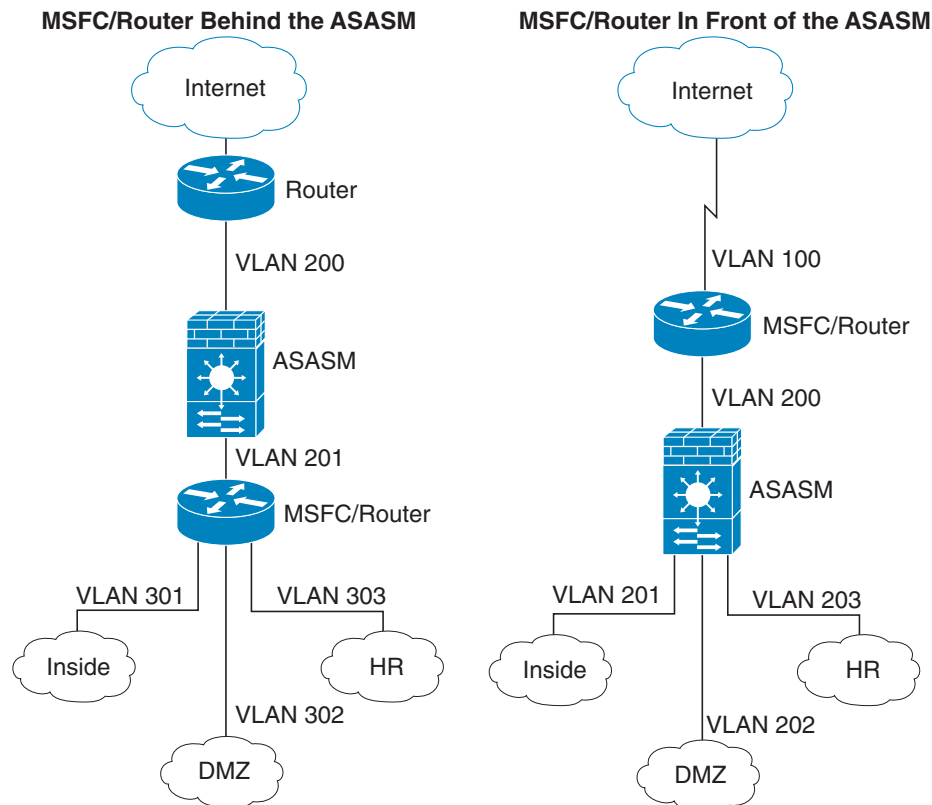 MSFC/Router Behind the ASASM
Internet
Router
VLAN 200
ASASM
VLAN 201
MSFC/Router
VLAN 301
VLAN 303
Inside
HR
VLAN 302
DMZ
MSFC/Router In Front of the ASASM
Internet
VLAN 100
MSFC/Router
VLAN 200
ASASM
VLAN 201
VLAN 203
Inside
HR
VLAN 202
DMZ